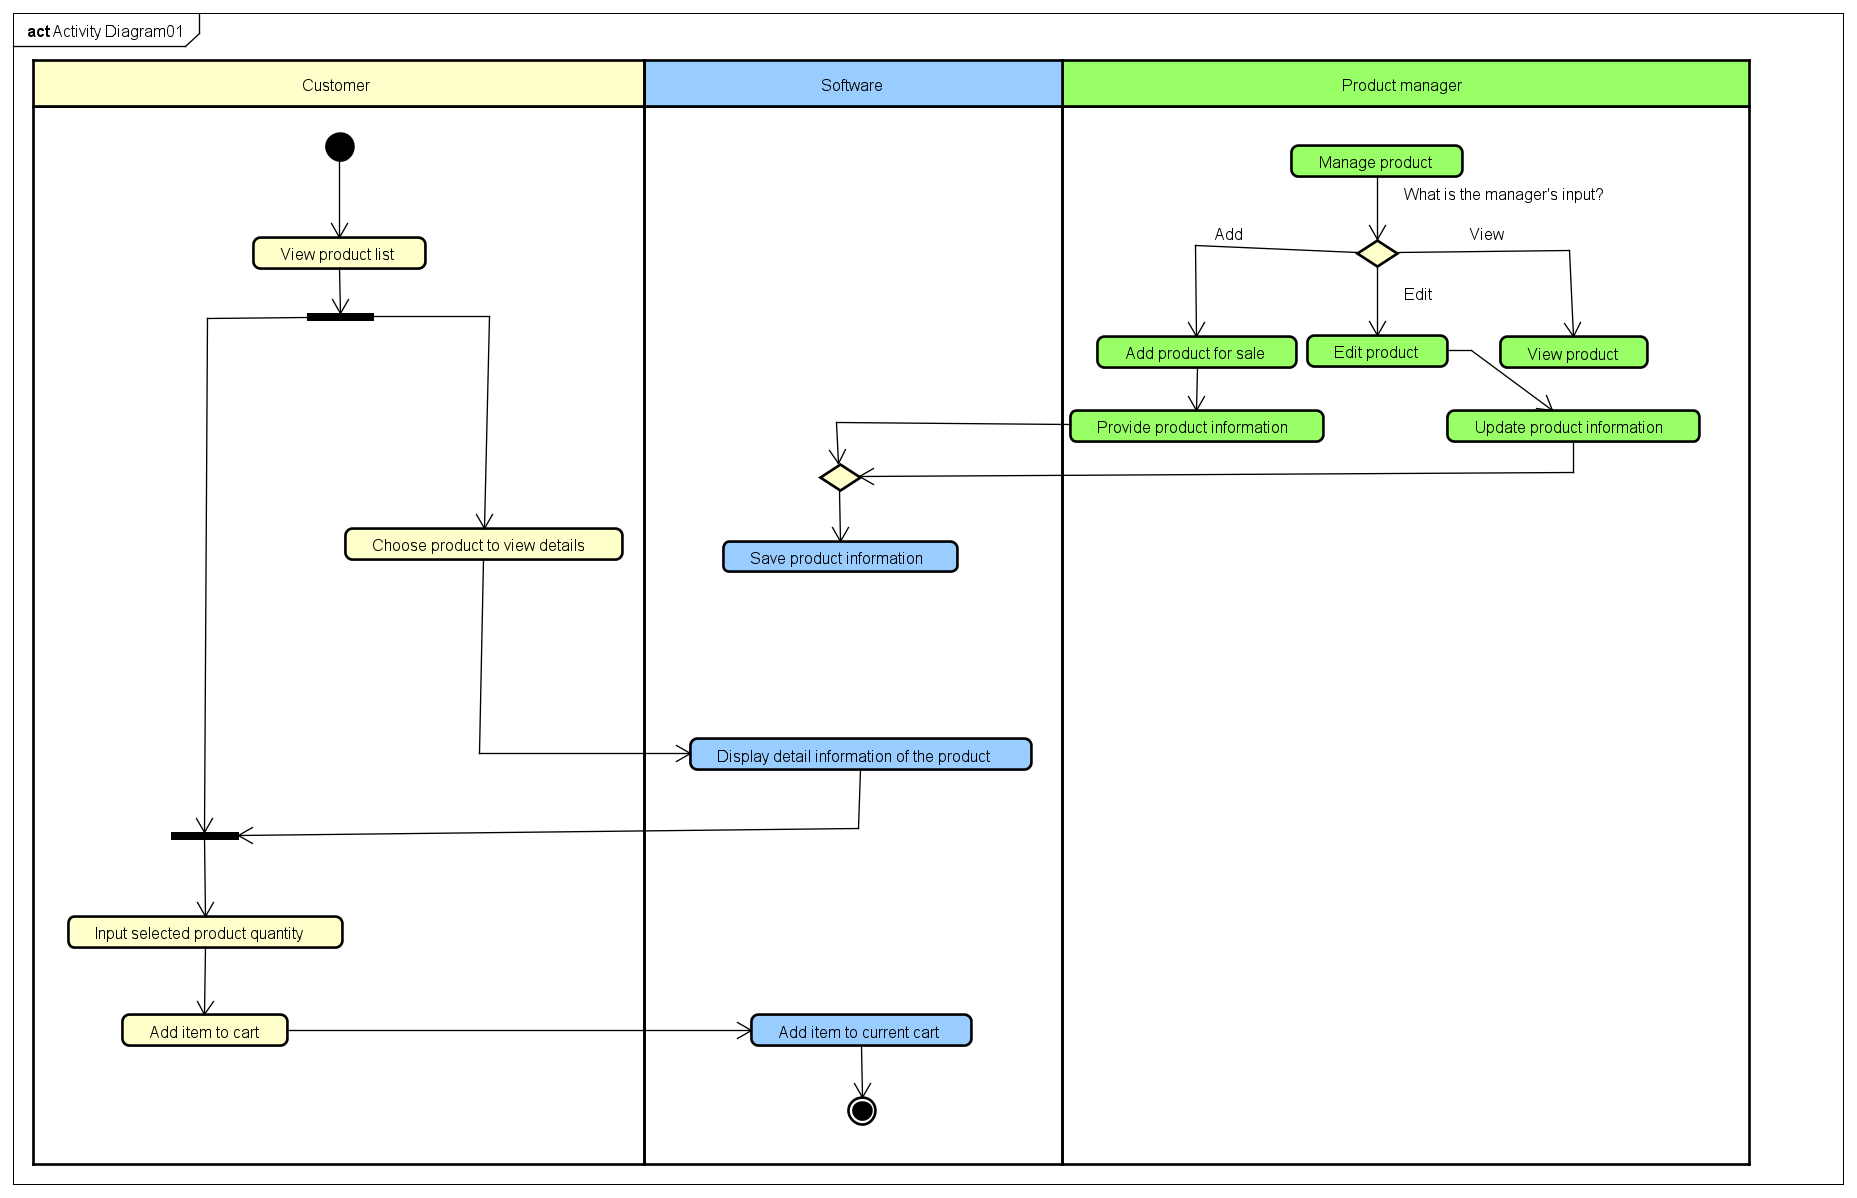 act Activity Diagram01
Customer
Software
Product manager
Manage product
What is the manager's input?
Add
View
View product list
Edit
Add product for sale
Edit product
View product
Provide product information
Update product information
Choose product to view details
Save product information
Display detail information of the product
Input selected product quantity
Add item to cart
Add item to current cart